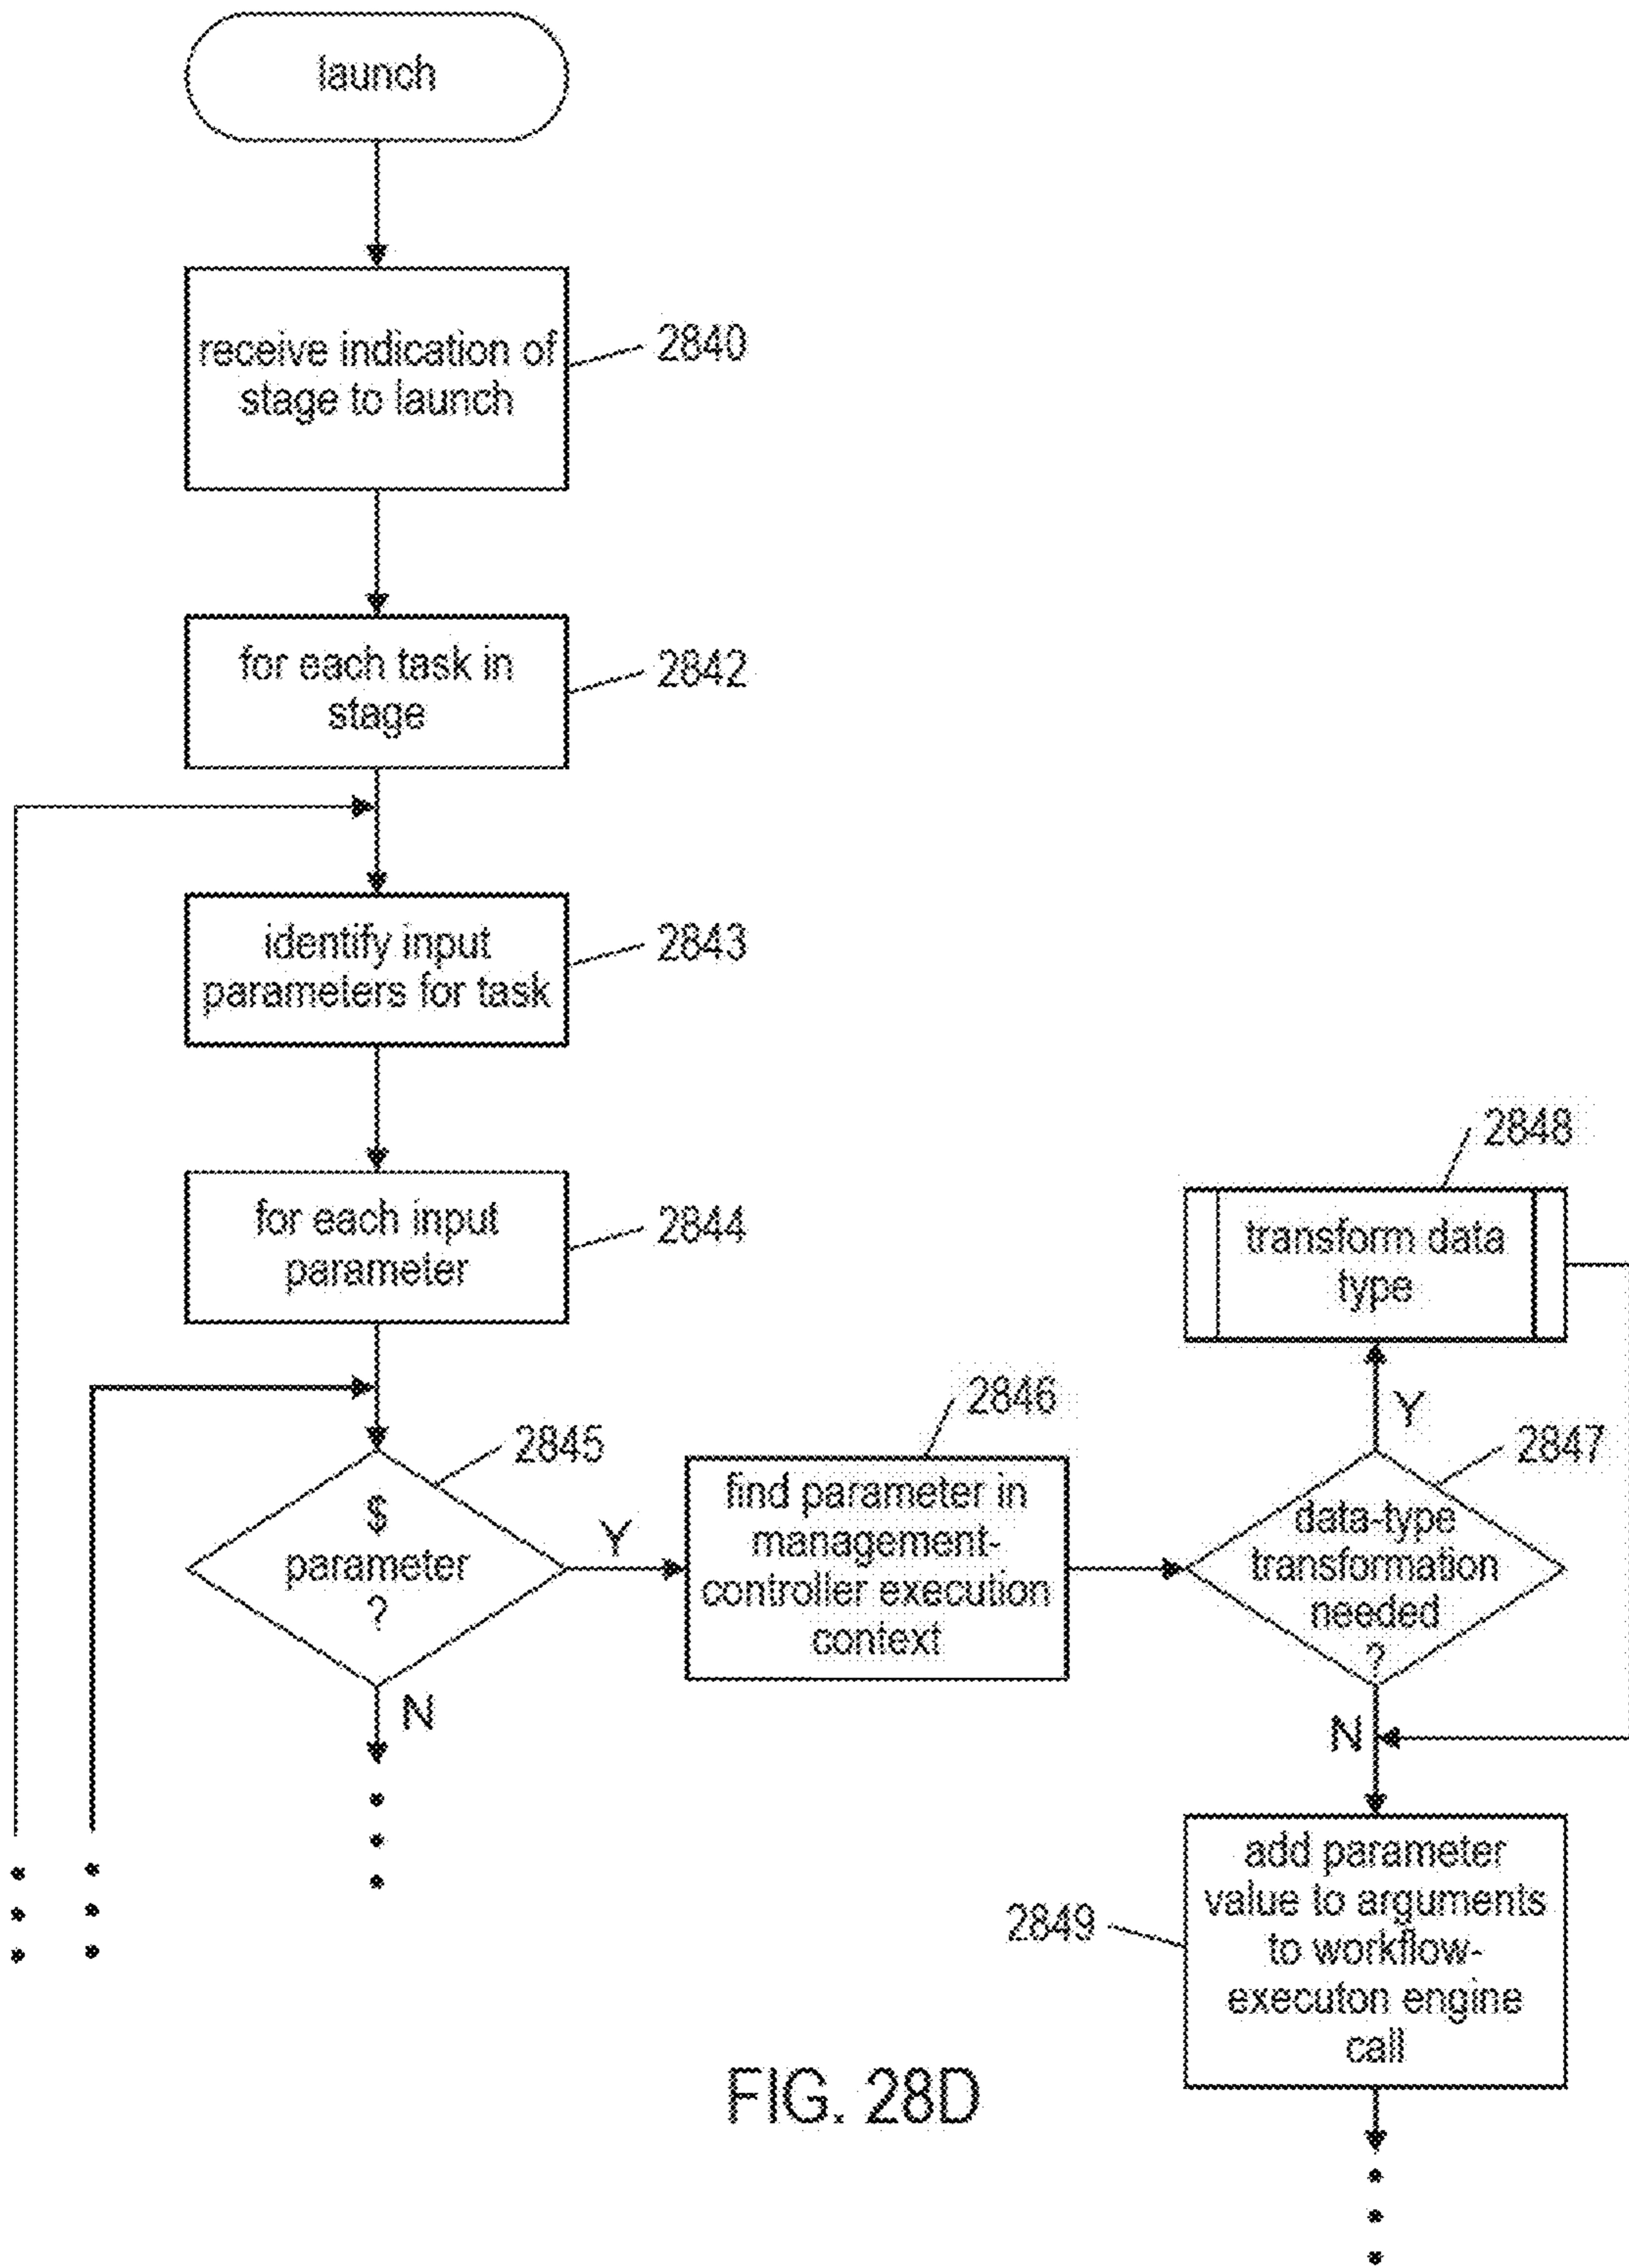 launch
receive indication of
stage to launch
2840
for each task in
stage
2842
identify input
parameters for task
2843
for each input
parameter
2844
2848
transform data
type
Y
2845
$
parameter
?
Y
N
2846
find parameter in
management-
controller execution
context
2847
data-type
transformation
needed
?
N
2849
add parameter
value to arguments
to workflow-
executon engine
call
FIG. 28D